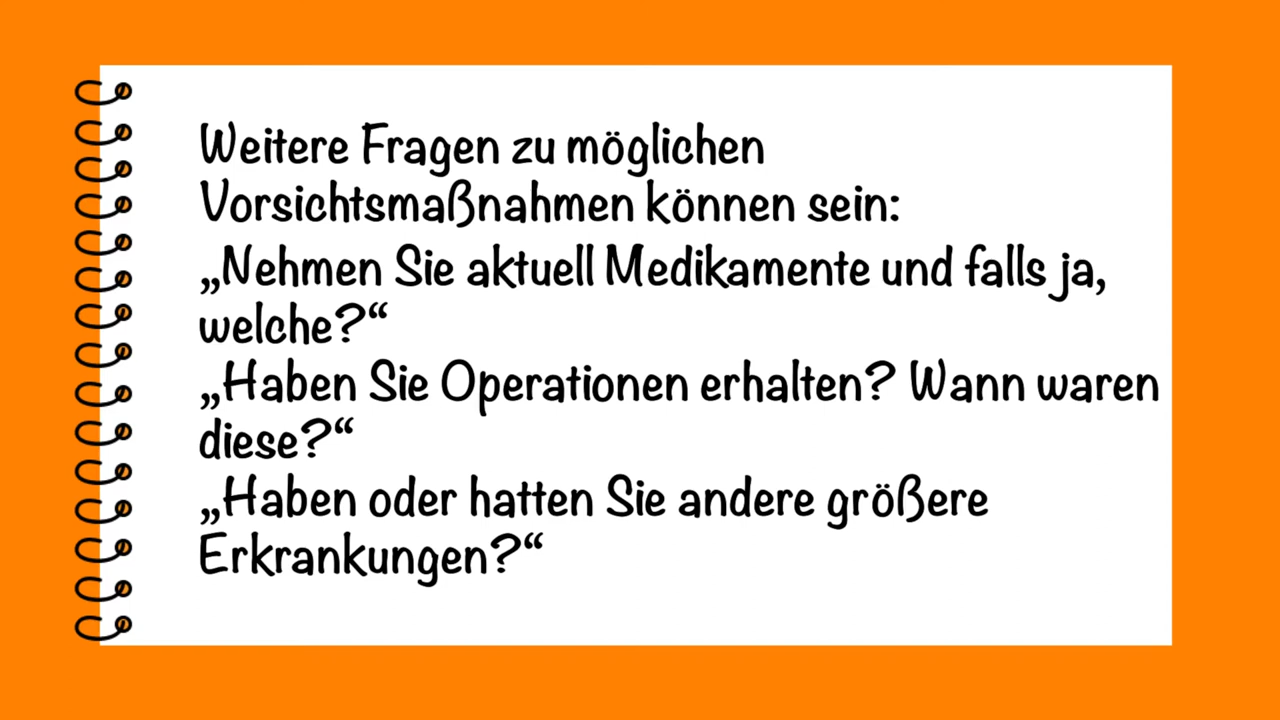 Weitere Fragen zu möglichen
Vorsichtsmaßnahmen können sein:
„Nehmen Sie aktuell Medikamente und falls ja,
welche?“
„Haben Sie Operationen erhalten? Wann waren
diese?“
„Haben oder hatten Sie andere größere
Erkrankungen?“